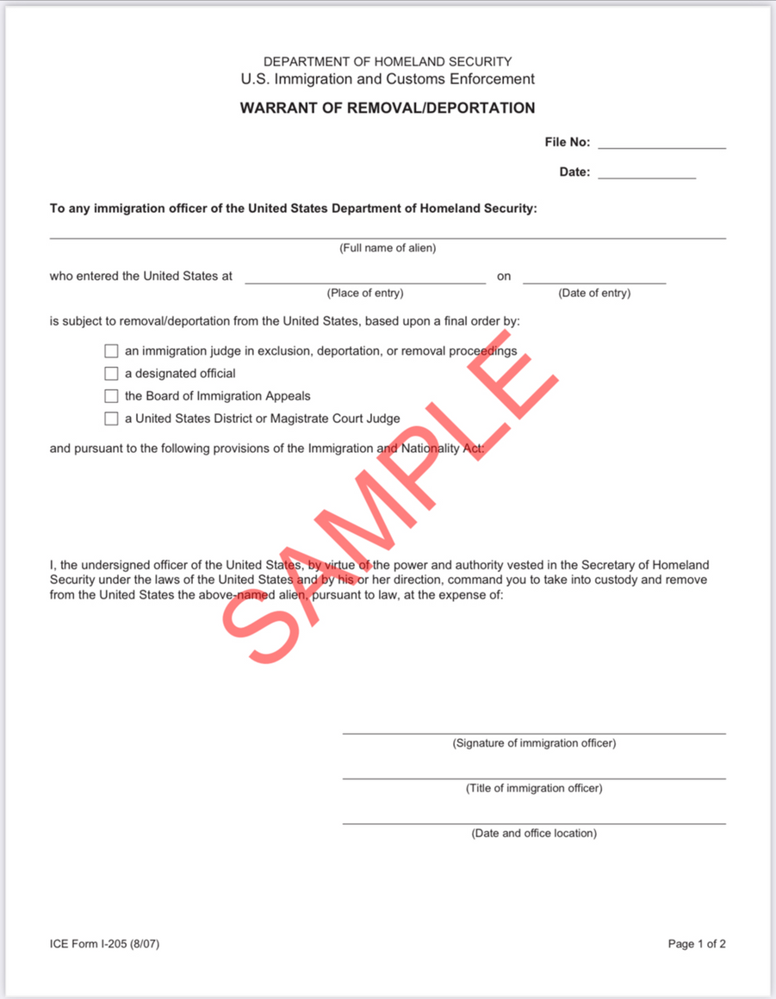 DEPARTMENT OF HOMELAND SECURITY
U.S. Immigration and Customs Enforcement
WARRANT OF REMOVAL/DEPORTATION
File No:
Date:
To any immigration officer of the United States Department of Homeland Security:
(Full name of alien)
who entered the United States at on
(Place of entry) (Date of entry)
is subject to removal/deportation from the United States, based upon a final order by:
an immigration judge in exclusion, deportation, or removal proceedings
a designated official
the Board of Immigration Appeals
a United States District or Magistrate Court Judge
and pursuant to the following provisions of the Immigration and Nationality Act:
SAMPLE
I, the undersigned officer of the United States, by virtue of the power and authority vested in the Secretary of Homeland
Security under the laws of the United States and by his or her direction, command you to take into custody and remove
from the United States the above-named alien, pursuant to law, at the expense of:
(Signature of immigration officer)
(Title of immigration officer)
(Date and office location)
ICE Form I-205 (8/07) Page 1 of 2